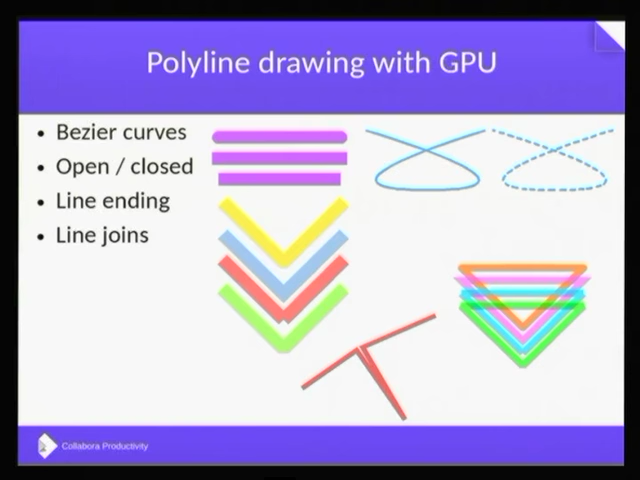 Polyline drawing with GPU
Bezier curves
Open / closed
Line ending
Line joins
Collabora Productivity